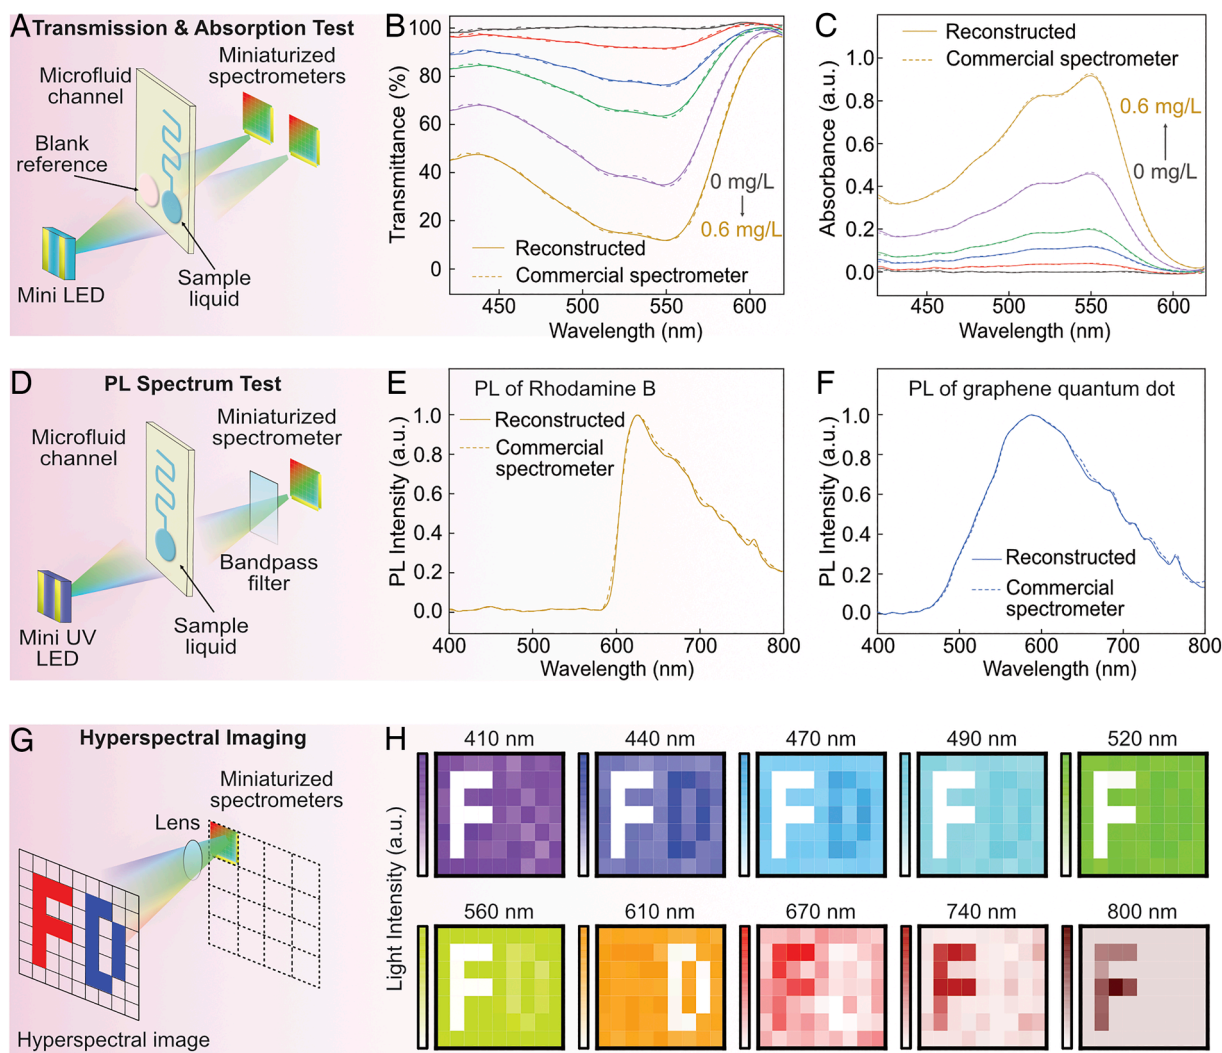 A Transmission & Absorption Test
Microfluid
channel
Miniaturized
spectrometers
Blank
reference
Mini LED
Sample
liquid
B
Transmittance (%)
100
80
60
40
20
0
0 mg/L
0.6 mg/L
Reconstructed
Commercial spectrometer
450
500
550
600
Wavelength (nm)
C
Absorbance (a.u.)
1.0
0.8
0.6
0.4
0.2
0.0
Reconstructed
Commercial spectrometer
0.6 mg/L
0 mg/L
450
500
550
600
Wavelength (nm)
D PL Spectrum Test
Microfluid
channel
Miniaturized
spectrometer
Bandpass
filter
Mini UV
LED
Sample
liquid
E
PL of Rhodamine B
PL Intensity (a.u.)
1.0
0.8
0.6
0.4
0.2
0.0
Reconstructed
Commercial
spectrometer
400
500
600
700
800
Wavelength (nm)
F
PL of graphene quantum dot
PL Intensity (a.u.)
1.0
0.8
0.6
0.4
0.2
0.0
Reconstructed
Commercial
spectrometer
400
500
600
700
800
Wavelength (nm)
G Hyperspectral Imaging
Miniaturized
spectrometers
Lens
FD
Hyperspectral image
H
Light Intensity (a.u.)
410 nm
440 nm
470 nm
490 nm
520 nm
F
FD
FD
FD
F
560 nm
610 nm
670 nm
740 nm
800 nm
FD
D
FD
F
F